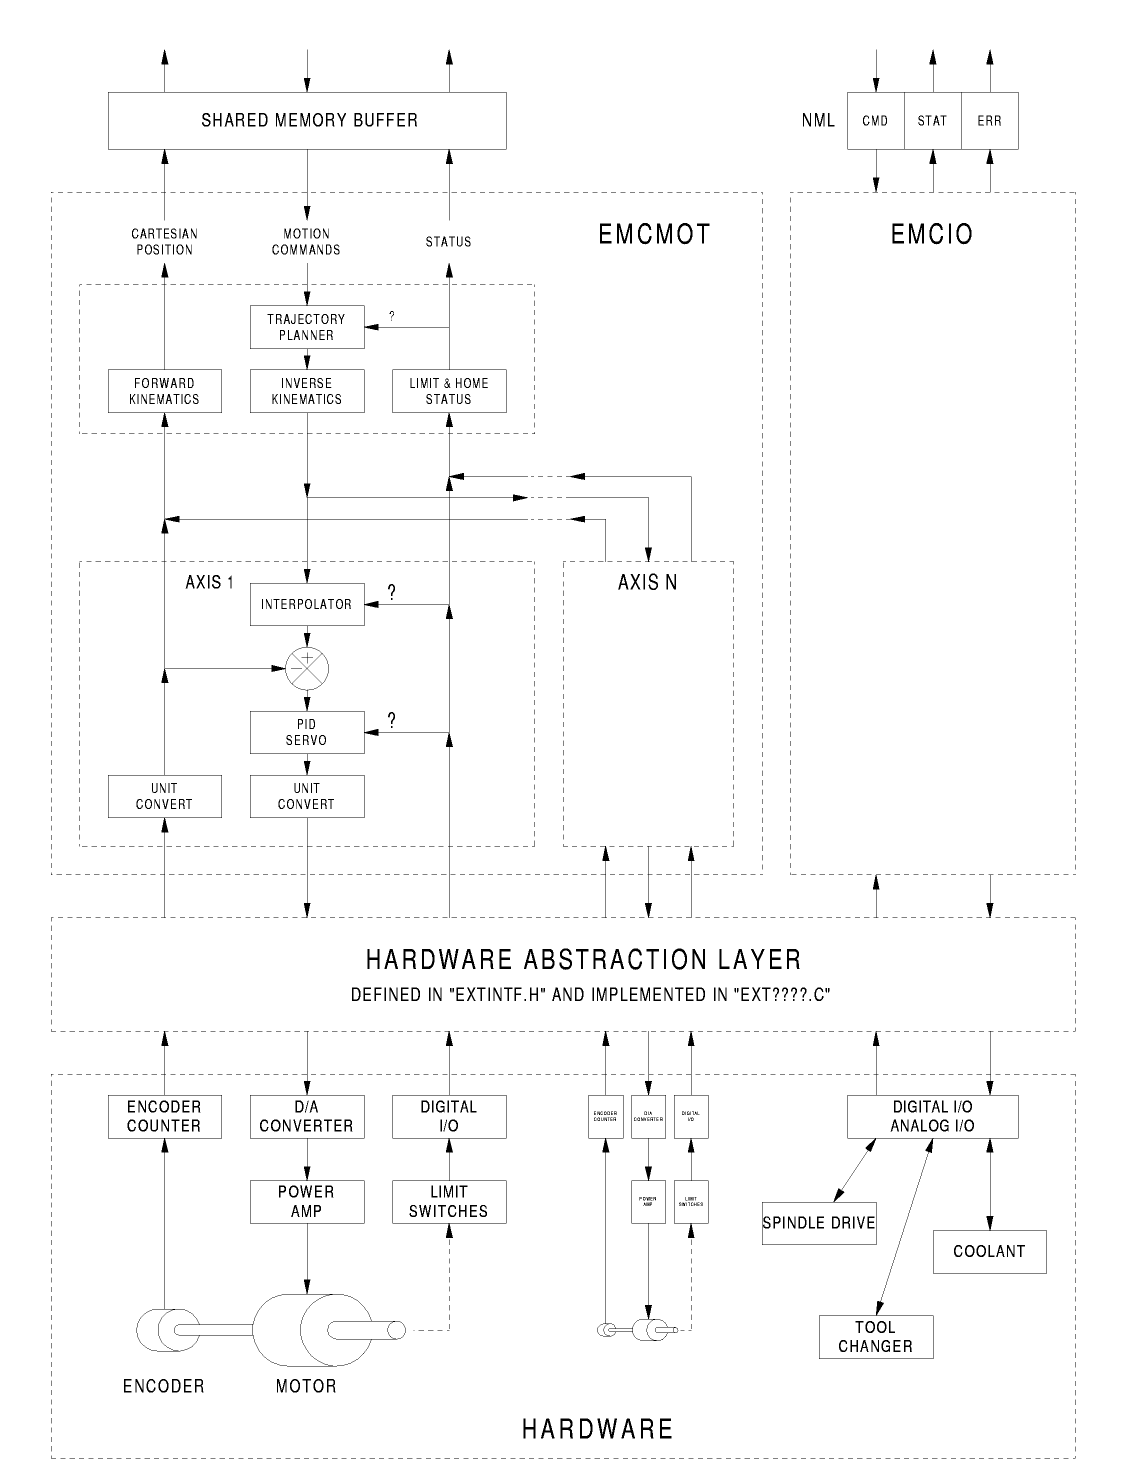 SHARED MEMORY BUFFER
NML
CMD
STAT
ERR
CARTESIAN
POSITION
MOTION
COMMANDS
STATUS
EMCMOT
EMCIO
TRAJECTORY
PLANNER
?
FORWARD
KINEMATICS
INVERSE
KINEMATICS
LIMIT & HOME
STATUS
AXIS 1
INTERPOLATOR
?
AXIS N
+
−
PID
SERVO
?
UNIT
CONVERT
UNIT
CONVERT
HARDWARE ABSTRACTION LAYER
DEFINED IN "EXTINTF.H" AND IMPLEMENTED IN "EXT????.C"
ENCODER
COUNTER
D/A
CONVERTER
DIGITAL
I/O
ENCODER
COUNTER
D/A
CONVERTER
DIGITAL
I/O
DIGITAL I/O
ANALOG I/O
POWER
AMP
LIMIT
SWITCHES
POWER
AMP
LIMIT
SWITCHES
SPINDLE DRIVE
COOLANT
TOOL
CHANGER
ENCODER
MOTOR
HARDWARE